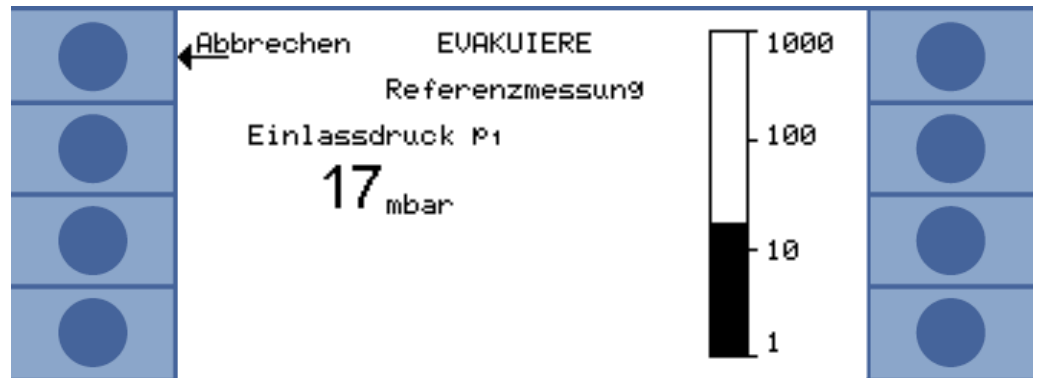 Abbrechen EVAKUIERE
Referenzmessung
Einlassdruck p1
17 mbar
1000
100
10
1